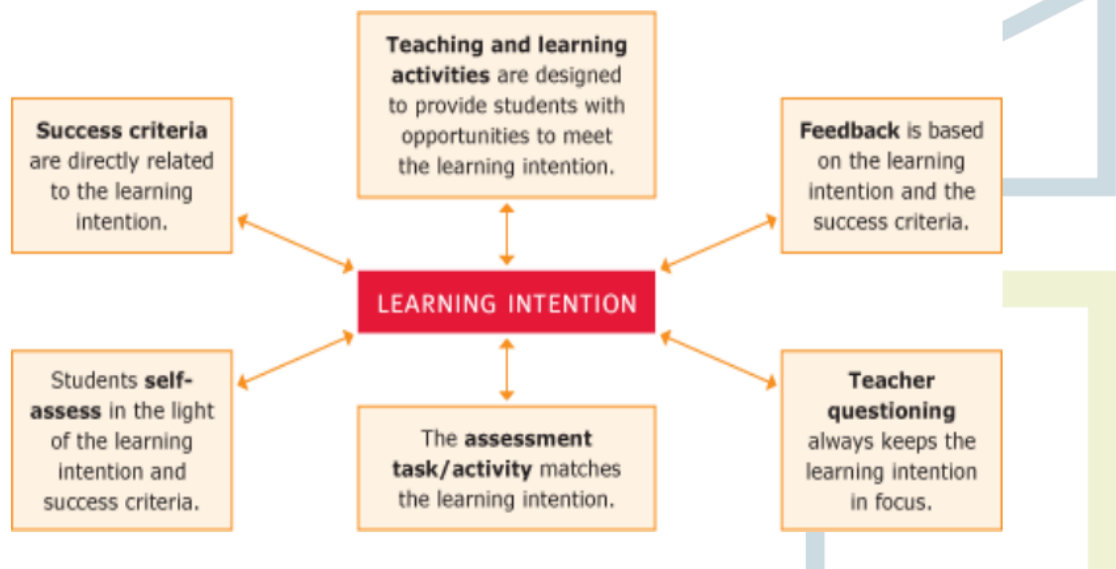 Teaching and learning
activities are designed
to provide students with
opportunities to meet
the learning intention.
Success criteria
are directly related
to the learning
intention.
Feedback is based
on the learning
intention and the
success criteria.
LEARNING INTENTION
Students self-
assess in the light
of the learning
intention and
success criteria.
The assessment
task/activity matches
the learning intention.
Teacher
questioning
always keeps the
learning intention
in focus.